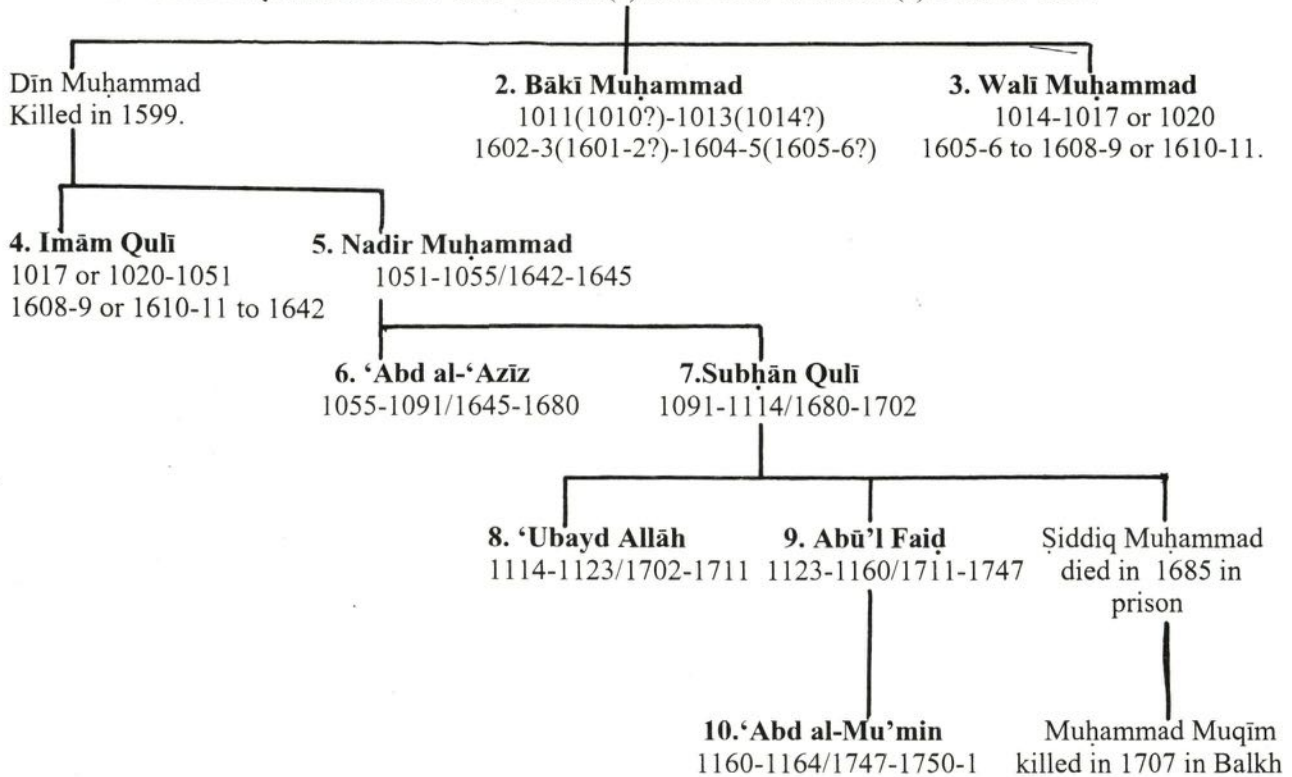 Dīn Muḥammad
Killed in 1599.
2. Bākī Muḥammad
1011(1010?)-1013(1014?)
1602-3(1601-2?)-1604-5(1605-6?)
3. Walī Muḥammad
1014-1017 or 1020
1605-6 to 1608-9 or 1610-11.
4. Imām Qulī
1017 or 1020-1051
1608-9 or 1610-11 to 1642
5. Nadir Muḥammad
1051-1055/1642-1645
6. ‘Abd al-‘Azīz
1055-1091/1645-1680
7.Subḥān Qulī
1091-1114/1680-1702
8. ‘Ubayd Allāh
1114-1123/1702-1711
9. Abū’l Faiḍ
1123-1160/1711-1747
Ṣiddiq Muḥammad
died in 1685 in
prison
10.‘Abd al-Mu’min
1160-1164/1747-1750-1
Muḥammad Muqīm
killed in 1707 in Balkh